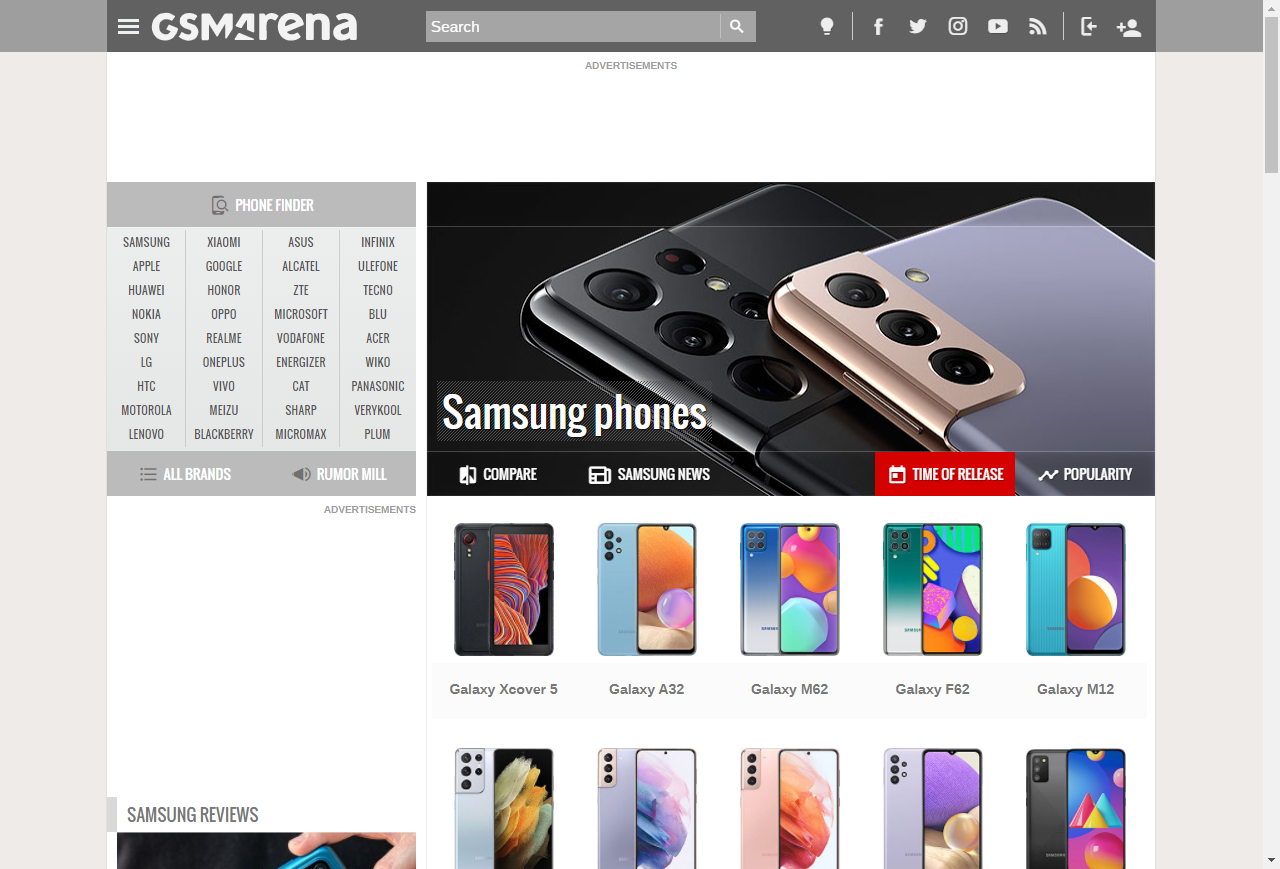 GSMArena
Search
ADVERTISEMENTS
PHONE FINDER
SAMSUNG XIAOMI ASUS INFINIX
APPLE GOOGLE ALCATEL ULEFONE
HUAWEI HONOR ZTE TECNO
NOKIA OPPO MICROSOFT BLU
SONY REALME VODAFONE ACER
LG ONEPLUS ENERGIZER WIKO
HTC VIVO CAT PANASONIC
MOTOROLA MEIZU SHARP VERYKOOL
LENOVO BLACKBERRY MICROMAX PLUM
ALL BRANDS RUMOR MILL
Samsung phones
COMPARE SAMSUNG NEWS TIME OF RELEASE POPULARITY
ADVERTISEMENTS
Galaxy Xcover 5 Galaxy A32 Galaxy M62 Galaxy F62 Galaxy M12
SAMSUNG REVIEWS